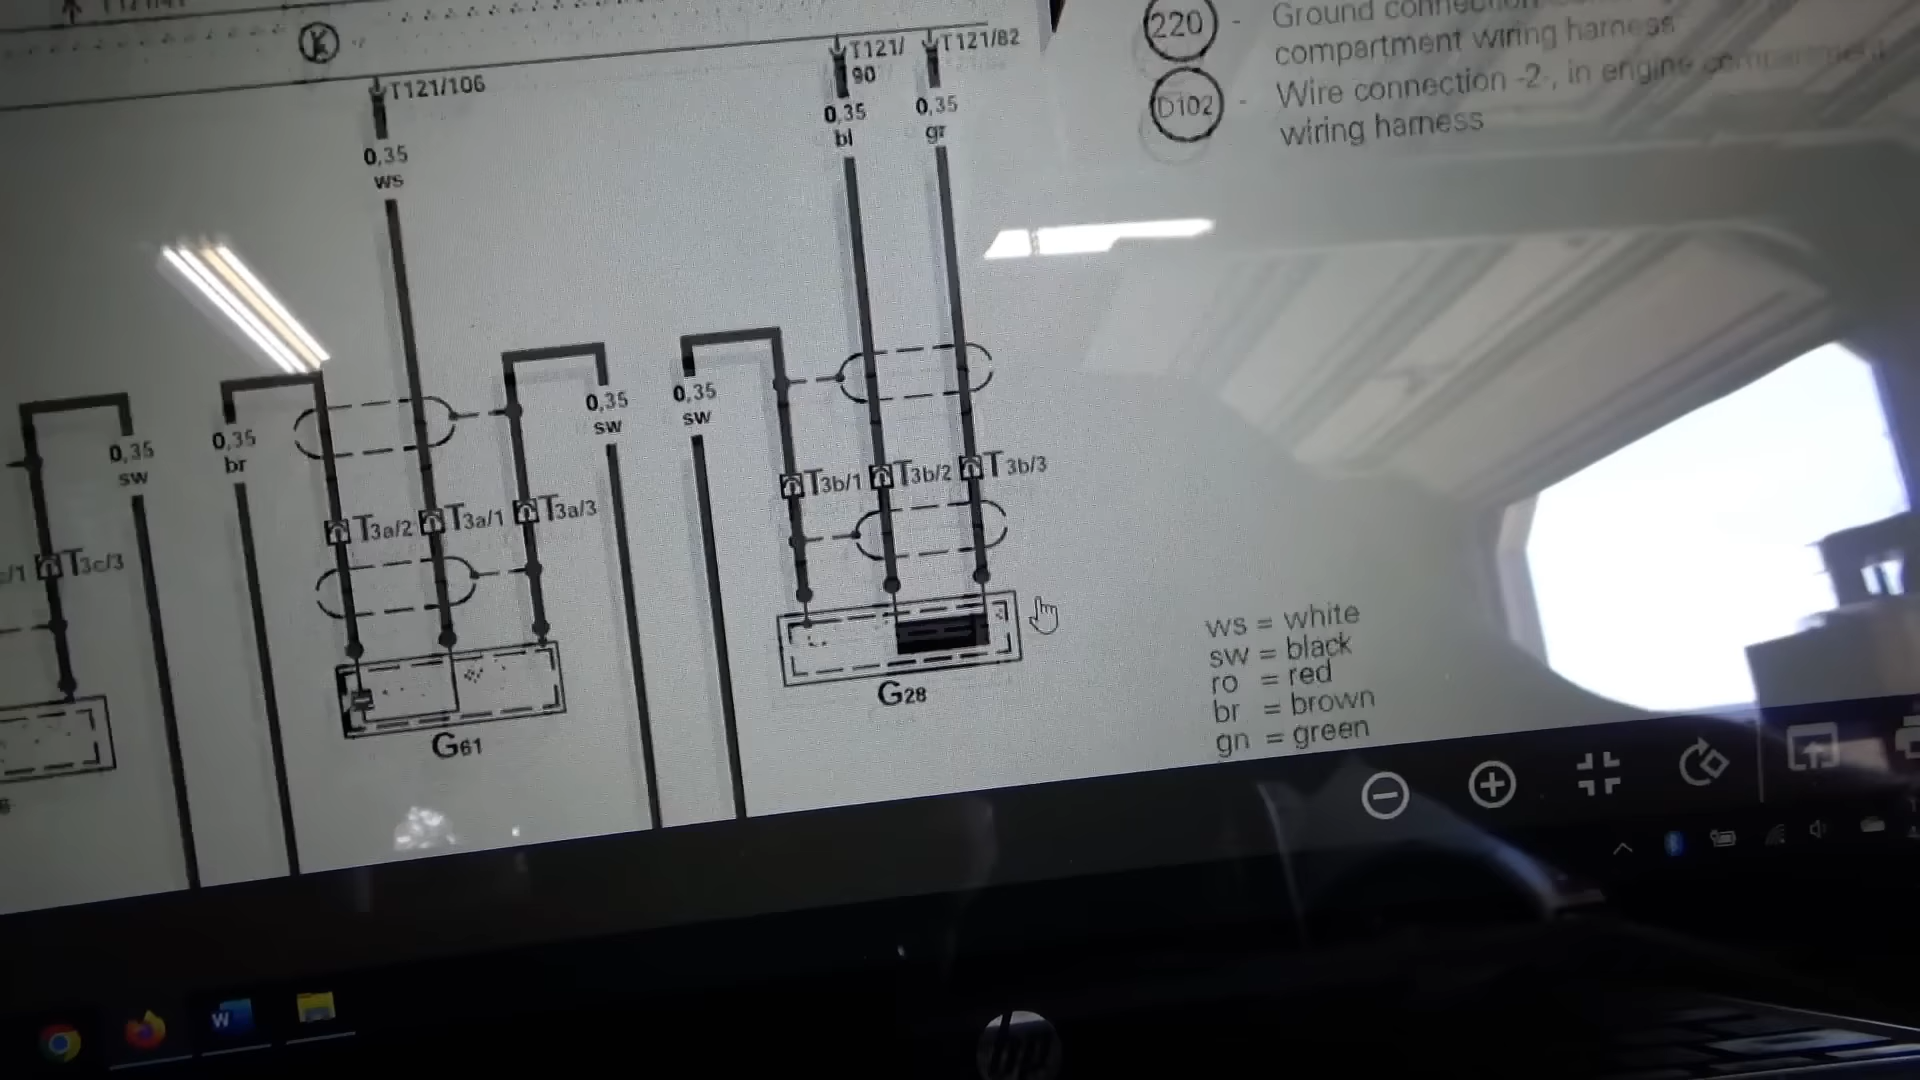 T121/106
0,35
ws
T121/
90
T121/82
0,35
bl
0,35
gr
220 - Ground
compartment wiring harness
D102 - Wire connection -2-, in engine compartment
wiring harness
0,35
sw
0,35
br
0,35
sw
0,35
sw
/1 T3c/3
T3a/2 T3a/1 T3a/3
T3b/1 T3b/2 T3b/3
G61
G28
ws = white
sw = black
ro = red
br = brown
gn = green
W
hp